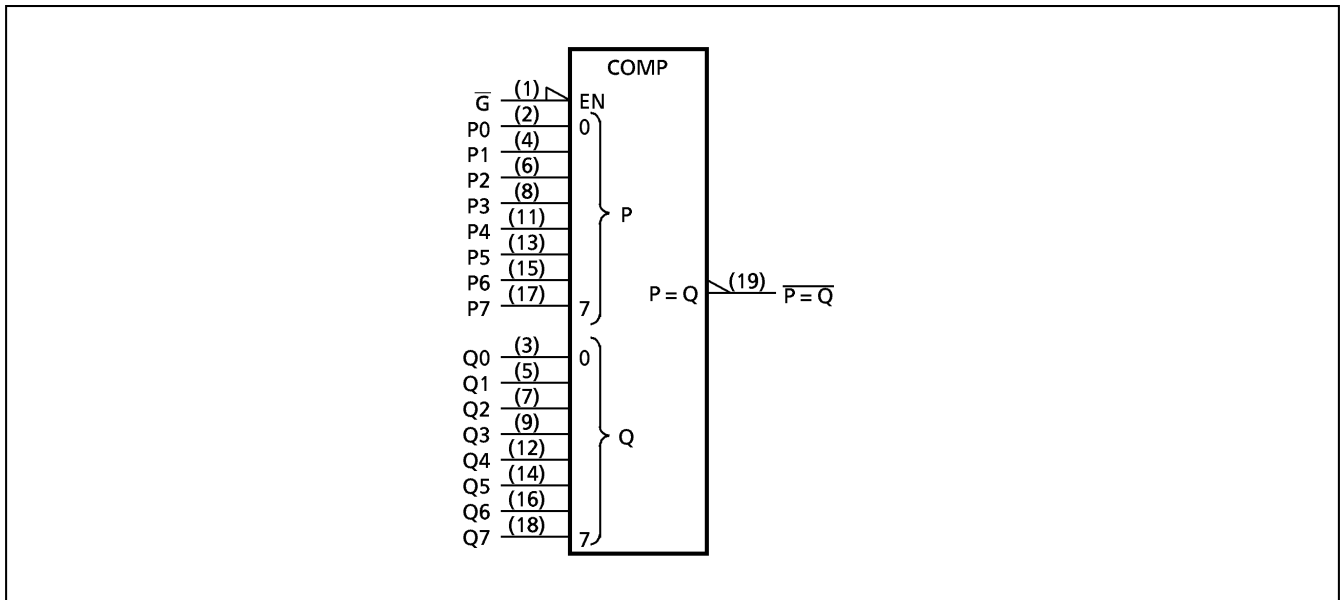 COMP
G̅ (1) EN
P0 (2) 0
P1 (4)
P2 (6)
P3 (8)
P4 (11)
P5 (13)
P6 (15)
P7 (17) 7
P
P = Q (19) P̅ ̅=̅ ̅Q̅
Q0 (3) 0
Q1 (5)
Q2 (7)
Q3 (9)
Q4 (12)
Q5 (14)
Q6 (16)
Q7 (18) 7
Q